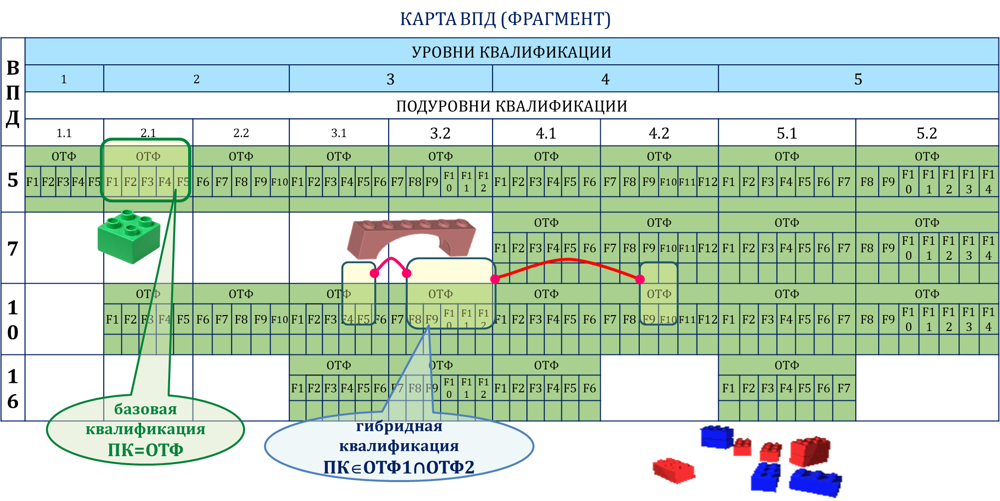 КАРТА ВПД (ФРАГМЕНТ)
ВПД
УРОВНИ КВАЛИФИКАЦИИ
1 2 3 4 5
ПОДУРОВНИ КВАЛИФИКАЦИИ
1.1 2.1 2.2 3.1 3.2 4.1 4.2 5.1 5.2
ОТФ ОТФ ОТФ ОТФ ОТФ ОТФ ОТФ ОТФ ОТФ
5 F1 F2 F3 F4 F5 F1 F2 F3 F4 F5 F6 F7 F8 F9 F10 F1 F2 F3 F4 F5 F6 F7 F8 F9 F10 F11 F12 F1 F2 F3 F4 F5 F6 F7 F8 F9 F10 F11 F12 F1 F2 F3 F4 F5 F6 F7 F8 F9 F10 F11 F12 F13 F14
ОТФ ОТФ ОТФ ОТФ
7 F1 F2 F3 F4 F5 F6 F7 F8 F9 F10 F11 F12 F1 F2 F3 F4 F5 F6 F7 F8 F9 F10 F11 F12 F13 F14
ОТФ ОТФ ОТФ ОТФ ОТФ ОТФ ОТФ ОТФ
10 F1 F2 F3 F4 F5 F6 F7 F8 F9 F10 F1 F2 F3 F4 F5 F6 F7 F8 F9 F10 F11 F12 F1 F2 F3 F4 F5 F6 F7 F8 F9 F10 F11 F12 F1 F2 F3 F4 F5 F6 F7 F8 F9 F10 F11 F12 F13 F14
ОТФ ОТФ ОТФ ОТФ
16 F1 F2 F3 F4 F5 F6 F7 F8 F9 F10 F11 F12 F1 F2 F3 F4 F5 F6 F1 F2 F3 F4 F5 F6 F7
базовая
квалификация
ПК=ОТФ
гибридная
квалификация
ПК∈ОТФ1∩ОТФ2